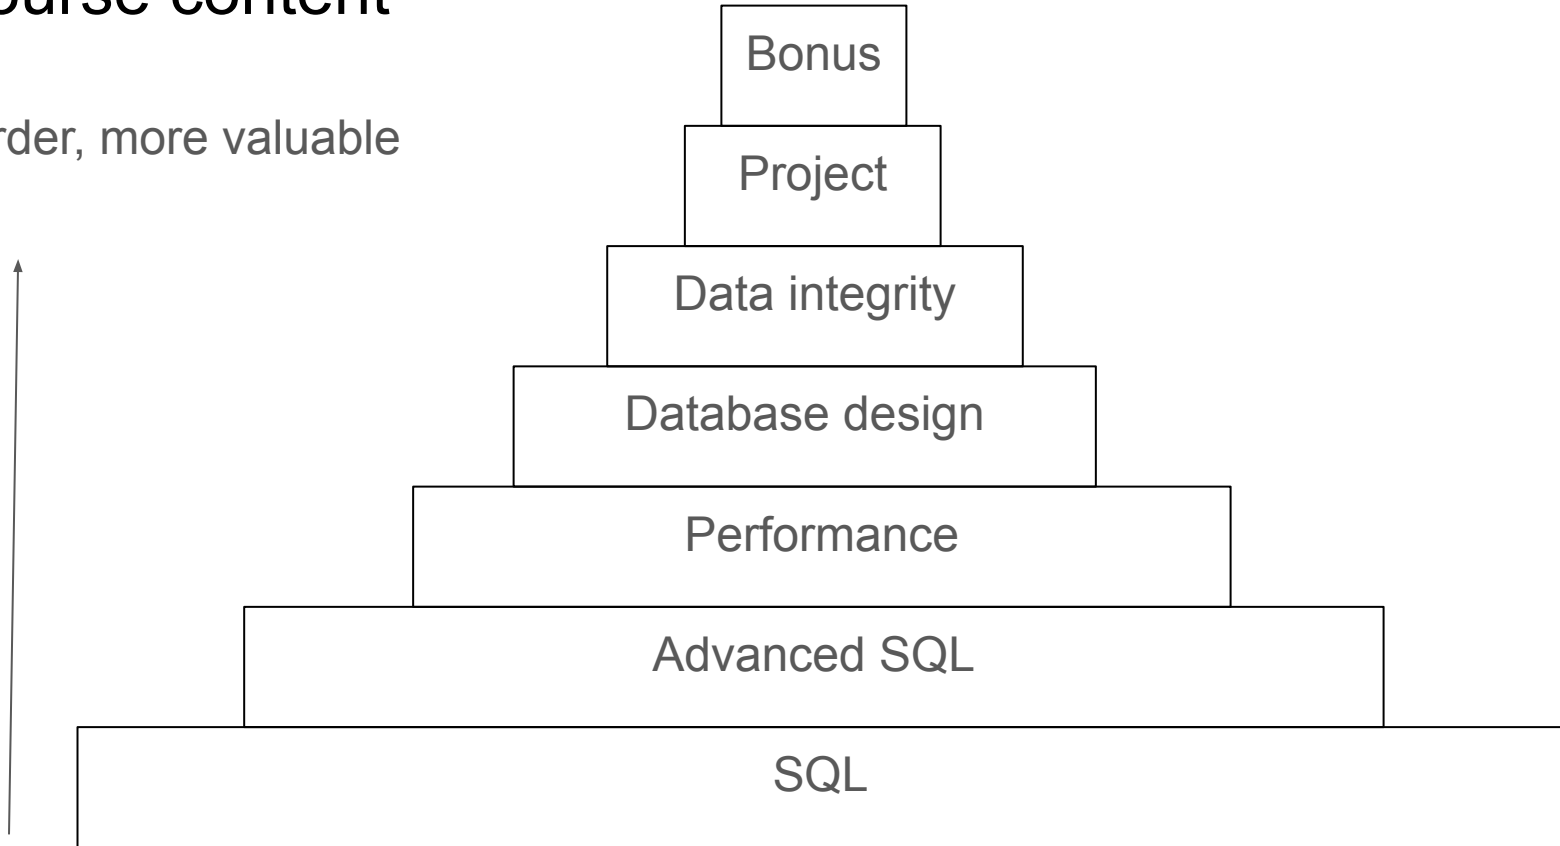 ourse content
rder, more valuable
Bonus
Project
Data integrity
Database design
Performance
Advanced SQL
SQL